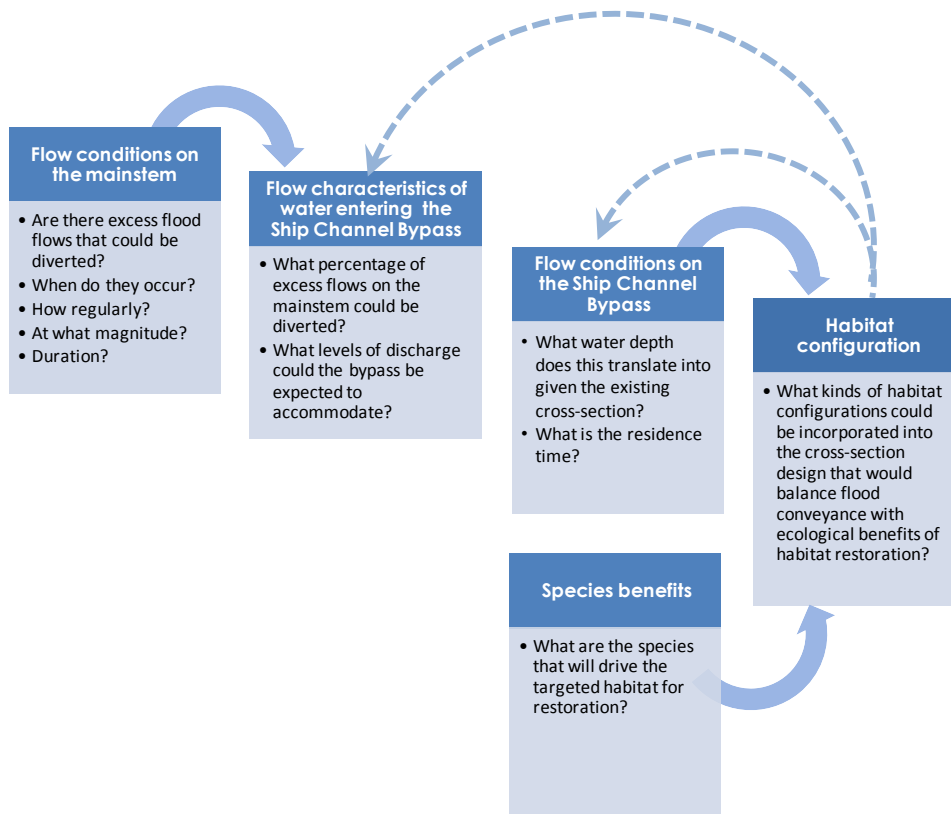 Flow conditions on
the mainstem
• Are there excess flood
flows that could be
diverted?
• When do they occur?
• How regularly?
• At what magnitude?
• Duration?
Flow characteristics of
water entering the
Ship Channel Bypass
• What percentage of
excess flows on the
mainstem could be
diverted?
• What levels of discharge
could the bypass be
expected to
accommodate?
Flow conditions on
the Ship Channel
Bypass
• What water depth
does this translate into
given the existing
cross-section?
• What is the residence
time?
Habitat
configuration
• What kinds of habitat
configurations could
be incorporated into
the cross-section
design that would
balance flood
conveyance with
ecological benefits of
habitat restoration?
Species benefits
• What are the species
that will drive the
targeted habitat for
restoration?